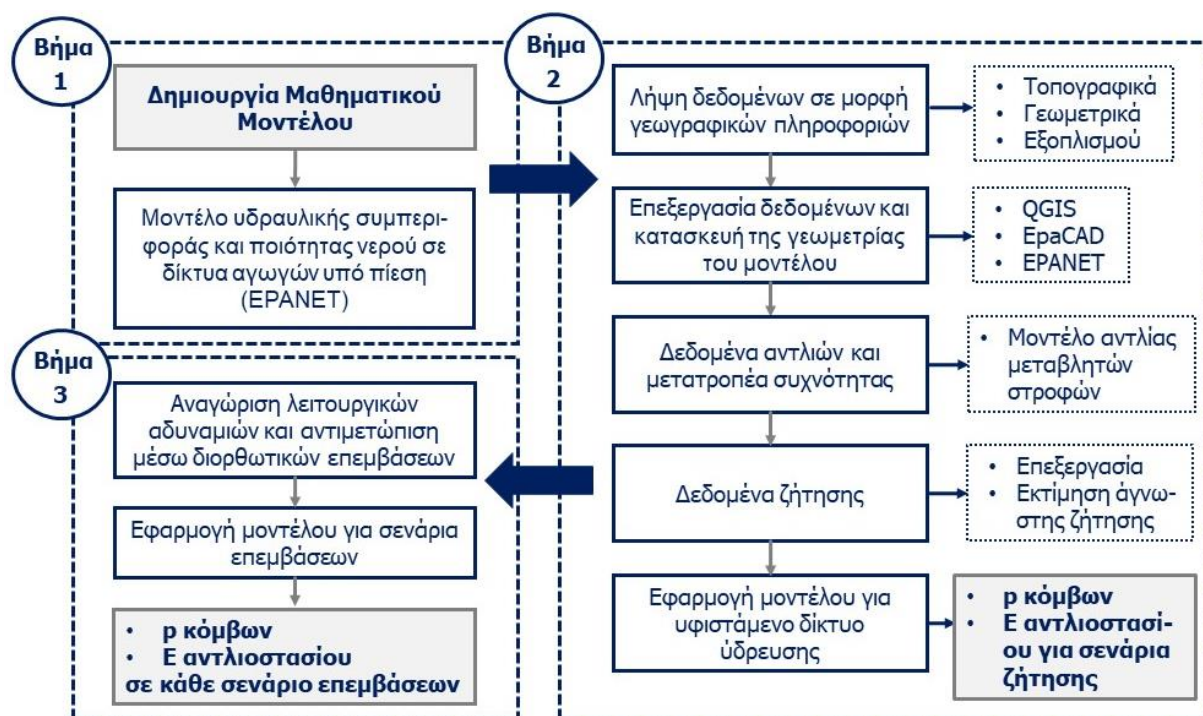 Βήμα
1
Δημιουργία Μαθηματικού
Μοντέλου
Μοντέλο υδραυλικής συμπερι-
φοράς και ποιότητας νερού σε
δίκτυα αγωγών υπό πίεση
(EPANET)
Βήμα
2
Λήψη δεδομένων σε μορφή
γεωγραφικών πληροφοριών
• Τοπογραφικά
• Γεωμετρικά
• Εξοπλισμού
Επεξεργασία δεδομένων και
κατασκευή της γεωμετρίας
του μοντέλου
• QGIS
• EpaCAD
• EPANET
Δεδομένα αντλιών και
μετατροπέα συχνότητας
• Μοντέλο αντλίας
μεταβλητών
στροφών
Δεδομένα ζήτησης
• Επεξεργασία
• Εκτίμηση άγνω-
στης ζήτησης
Εφαρμογή μοντέλου για
υφιστάμενο δίκτυο
ύδρευσης
• p κόμβων
• E αντλιοστασί-
ου για σενάρια
ζήτησης
Βήμα
3
Αναγώριση λειτουργικών
αδυναμιών και αντιμετώπιση
μέσω διορθωτικών επεμβάσεων
Εφαρμογή μοντέλου για σενάρια
επεμβάσεων
• p κόμβων
• E αντλιοστασίου
σε κάθε σενάριο επεμβάσεων